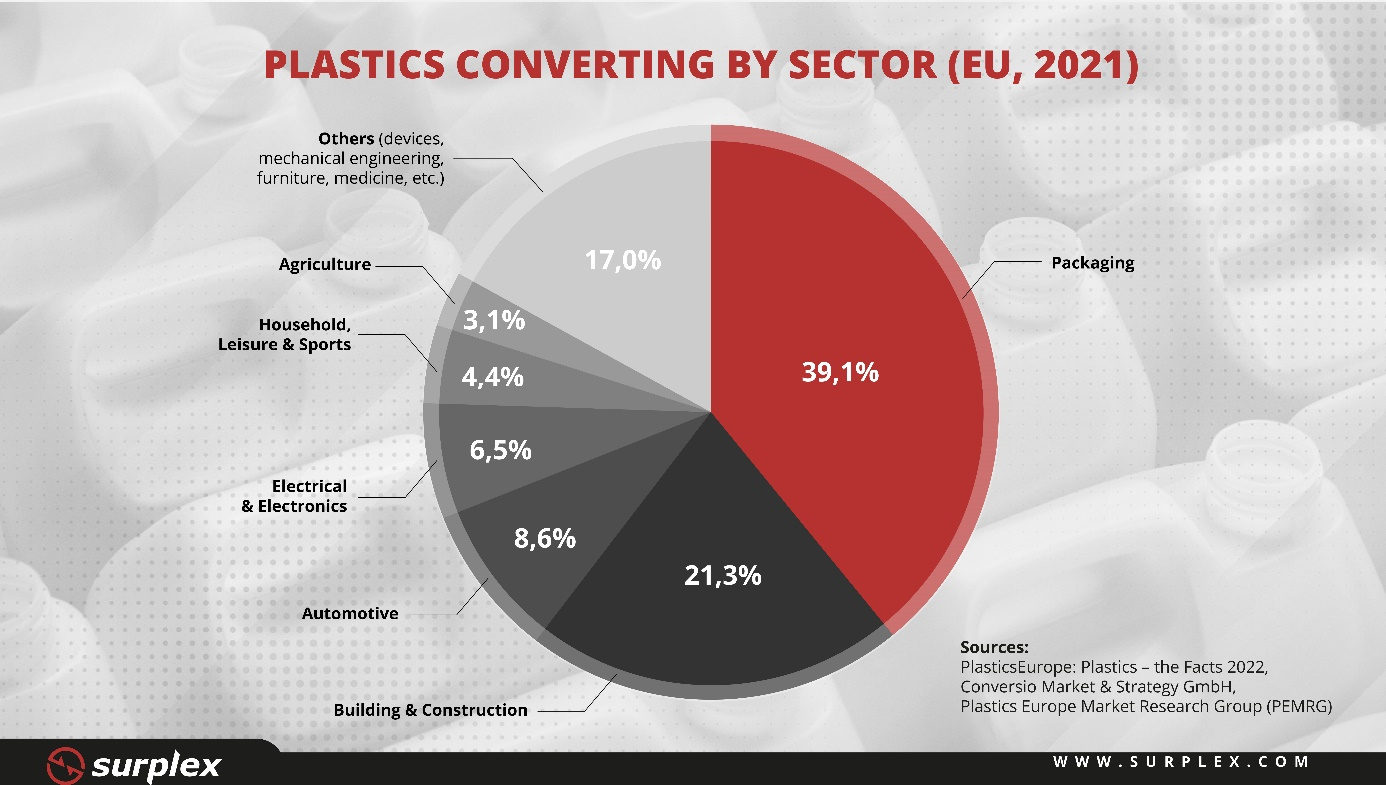 PLASTICS CONVERTING BY SECTOR (EU, 2021)
Others (devices,
mechanical engineering,
furniture, medicine, etc.)
17,0%
Agriculture
3,1%
Household,
Leisure & Sports
4,4%
Electrical
& Electronics
6,5%
Automotive
8,6%
Building & Construction
21,3%
Packaging
39,1%
Sources:
PlasticsEurope: Plastics – the Facts 2022,
Conversio Market & Strategy GmbH,
Plastics Europe Market Research Group (PEMRG)
surplex
WWW.SURPLEX.COM